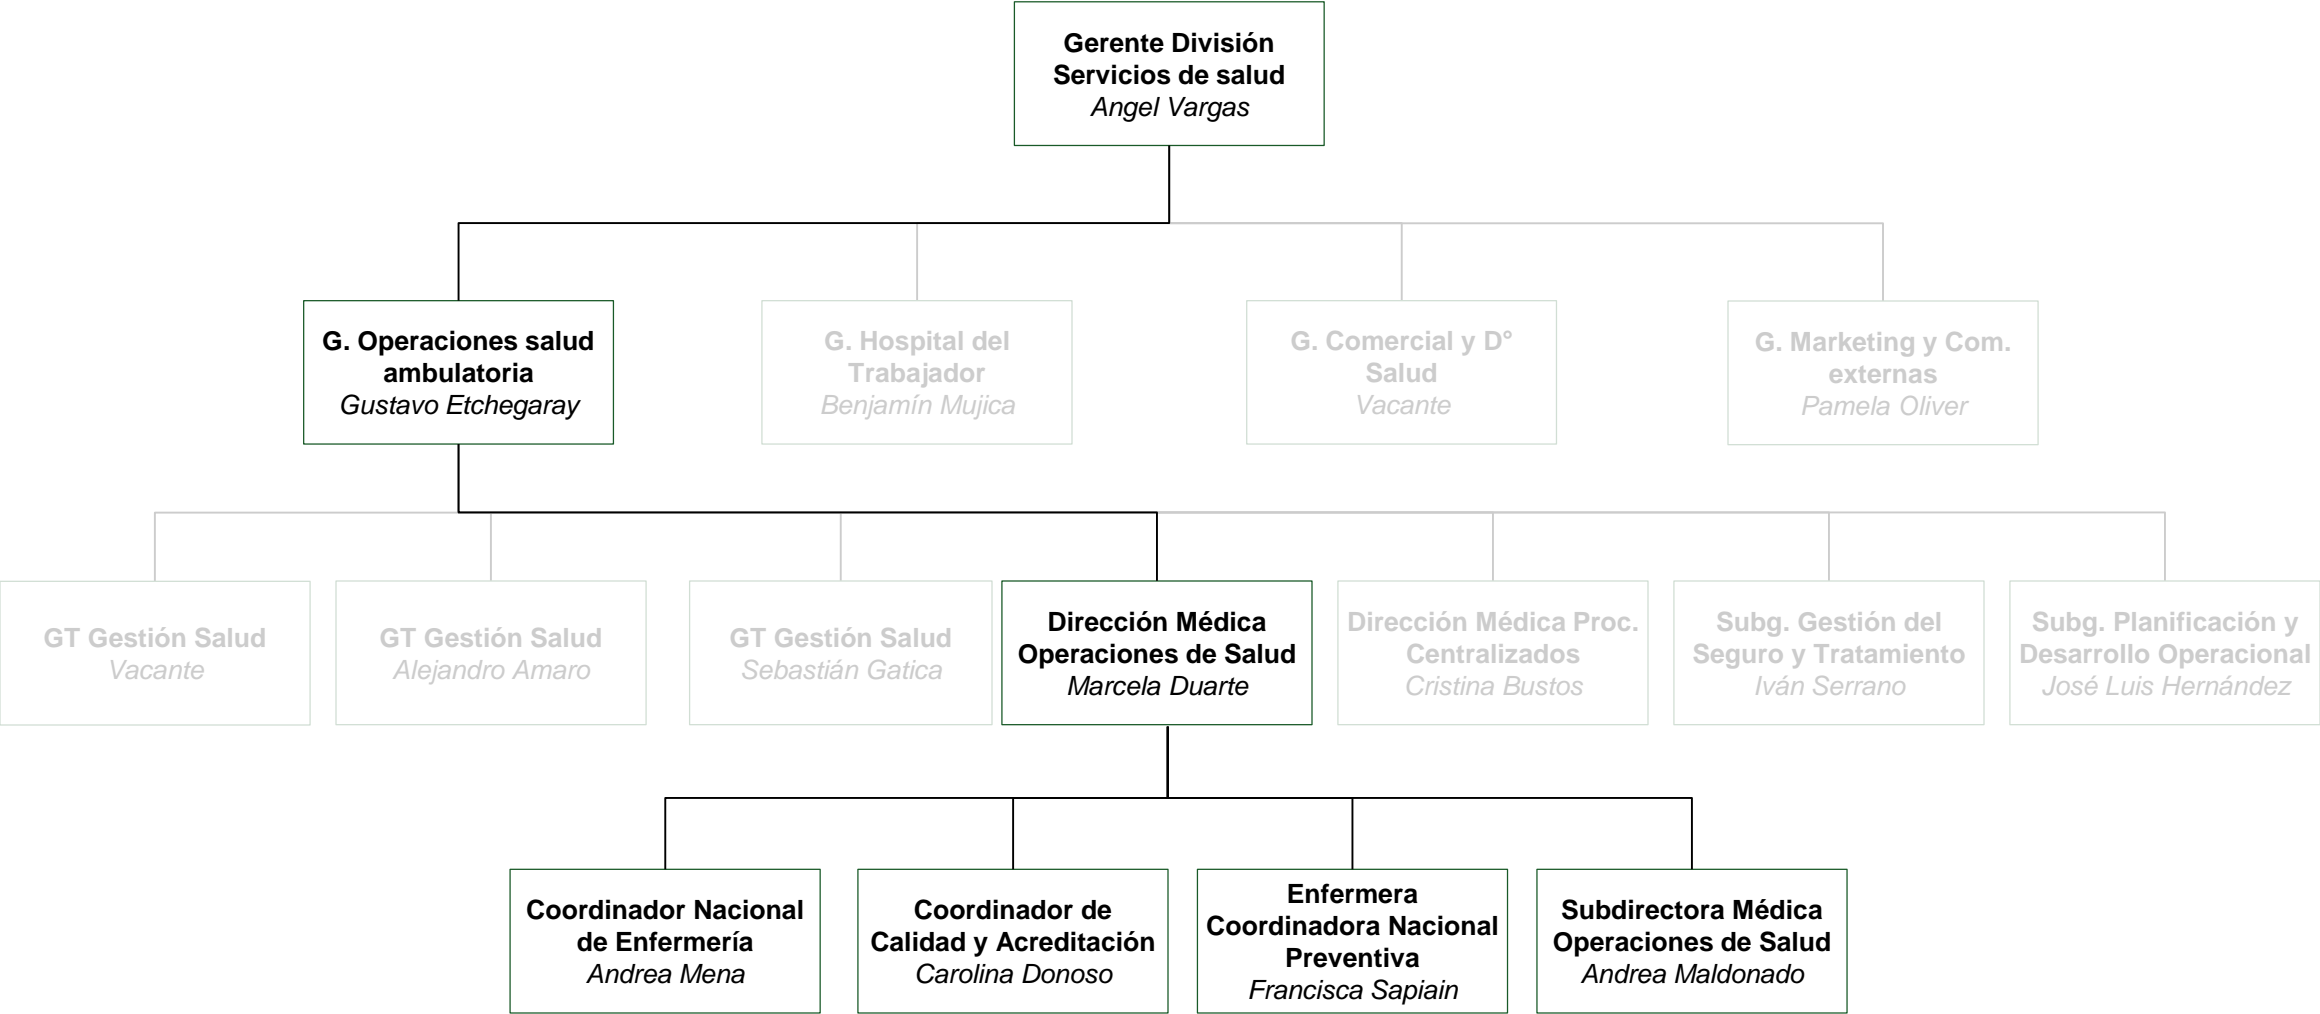 Gerente División
Servicios de salud
Angel Vargas
G. Operaciones salud
ambulatoria
Gustavo Etchegaray
G. Hospital del
Trabajador
Benjamín Mujica
G. Comercial y D°
Salud
Vacante
G. Marketing y Com.
externas
Pamela Oliver
GT Gestión Salud
Vacante
GT Gestión Salud
Alejandro Amaro
GT Gestión Salud
Sebastián Gatica
Dirección Médica
Operaciones de Salud
Marcela Duarte
Dirección Médica Proc.
Centralizados
Cristina Bustos
Subg. Gestión del
Seguro y Tratamiento
Iván Serrano
Subg. Planificación y
Desarrollo Operacional
José Luis Hernández
Coordinador Nacional
de Enfermería
Andrea Mena
Coordinador de
Calidad y Acreditación
Carolina Donoso
Enfermera
Coordinadora Nacional
Preventiva
Francisca Sapiain
Subdirectora Médica
Operaciones de Salud
Andrea Maldonado